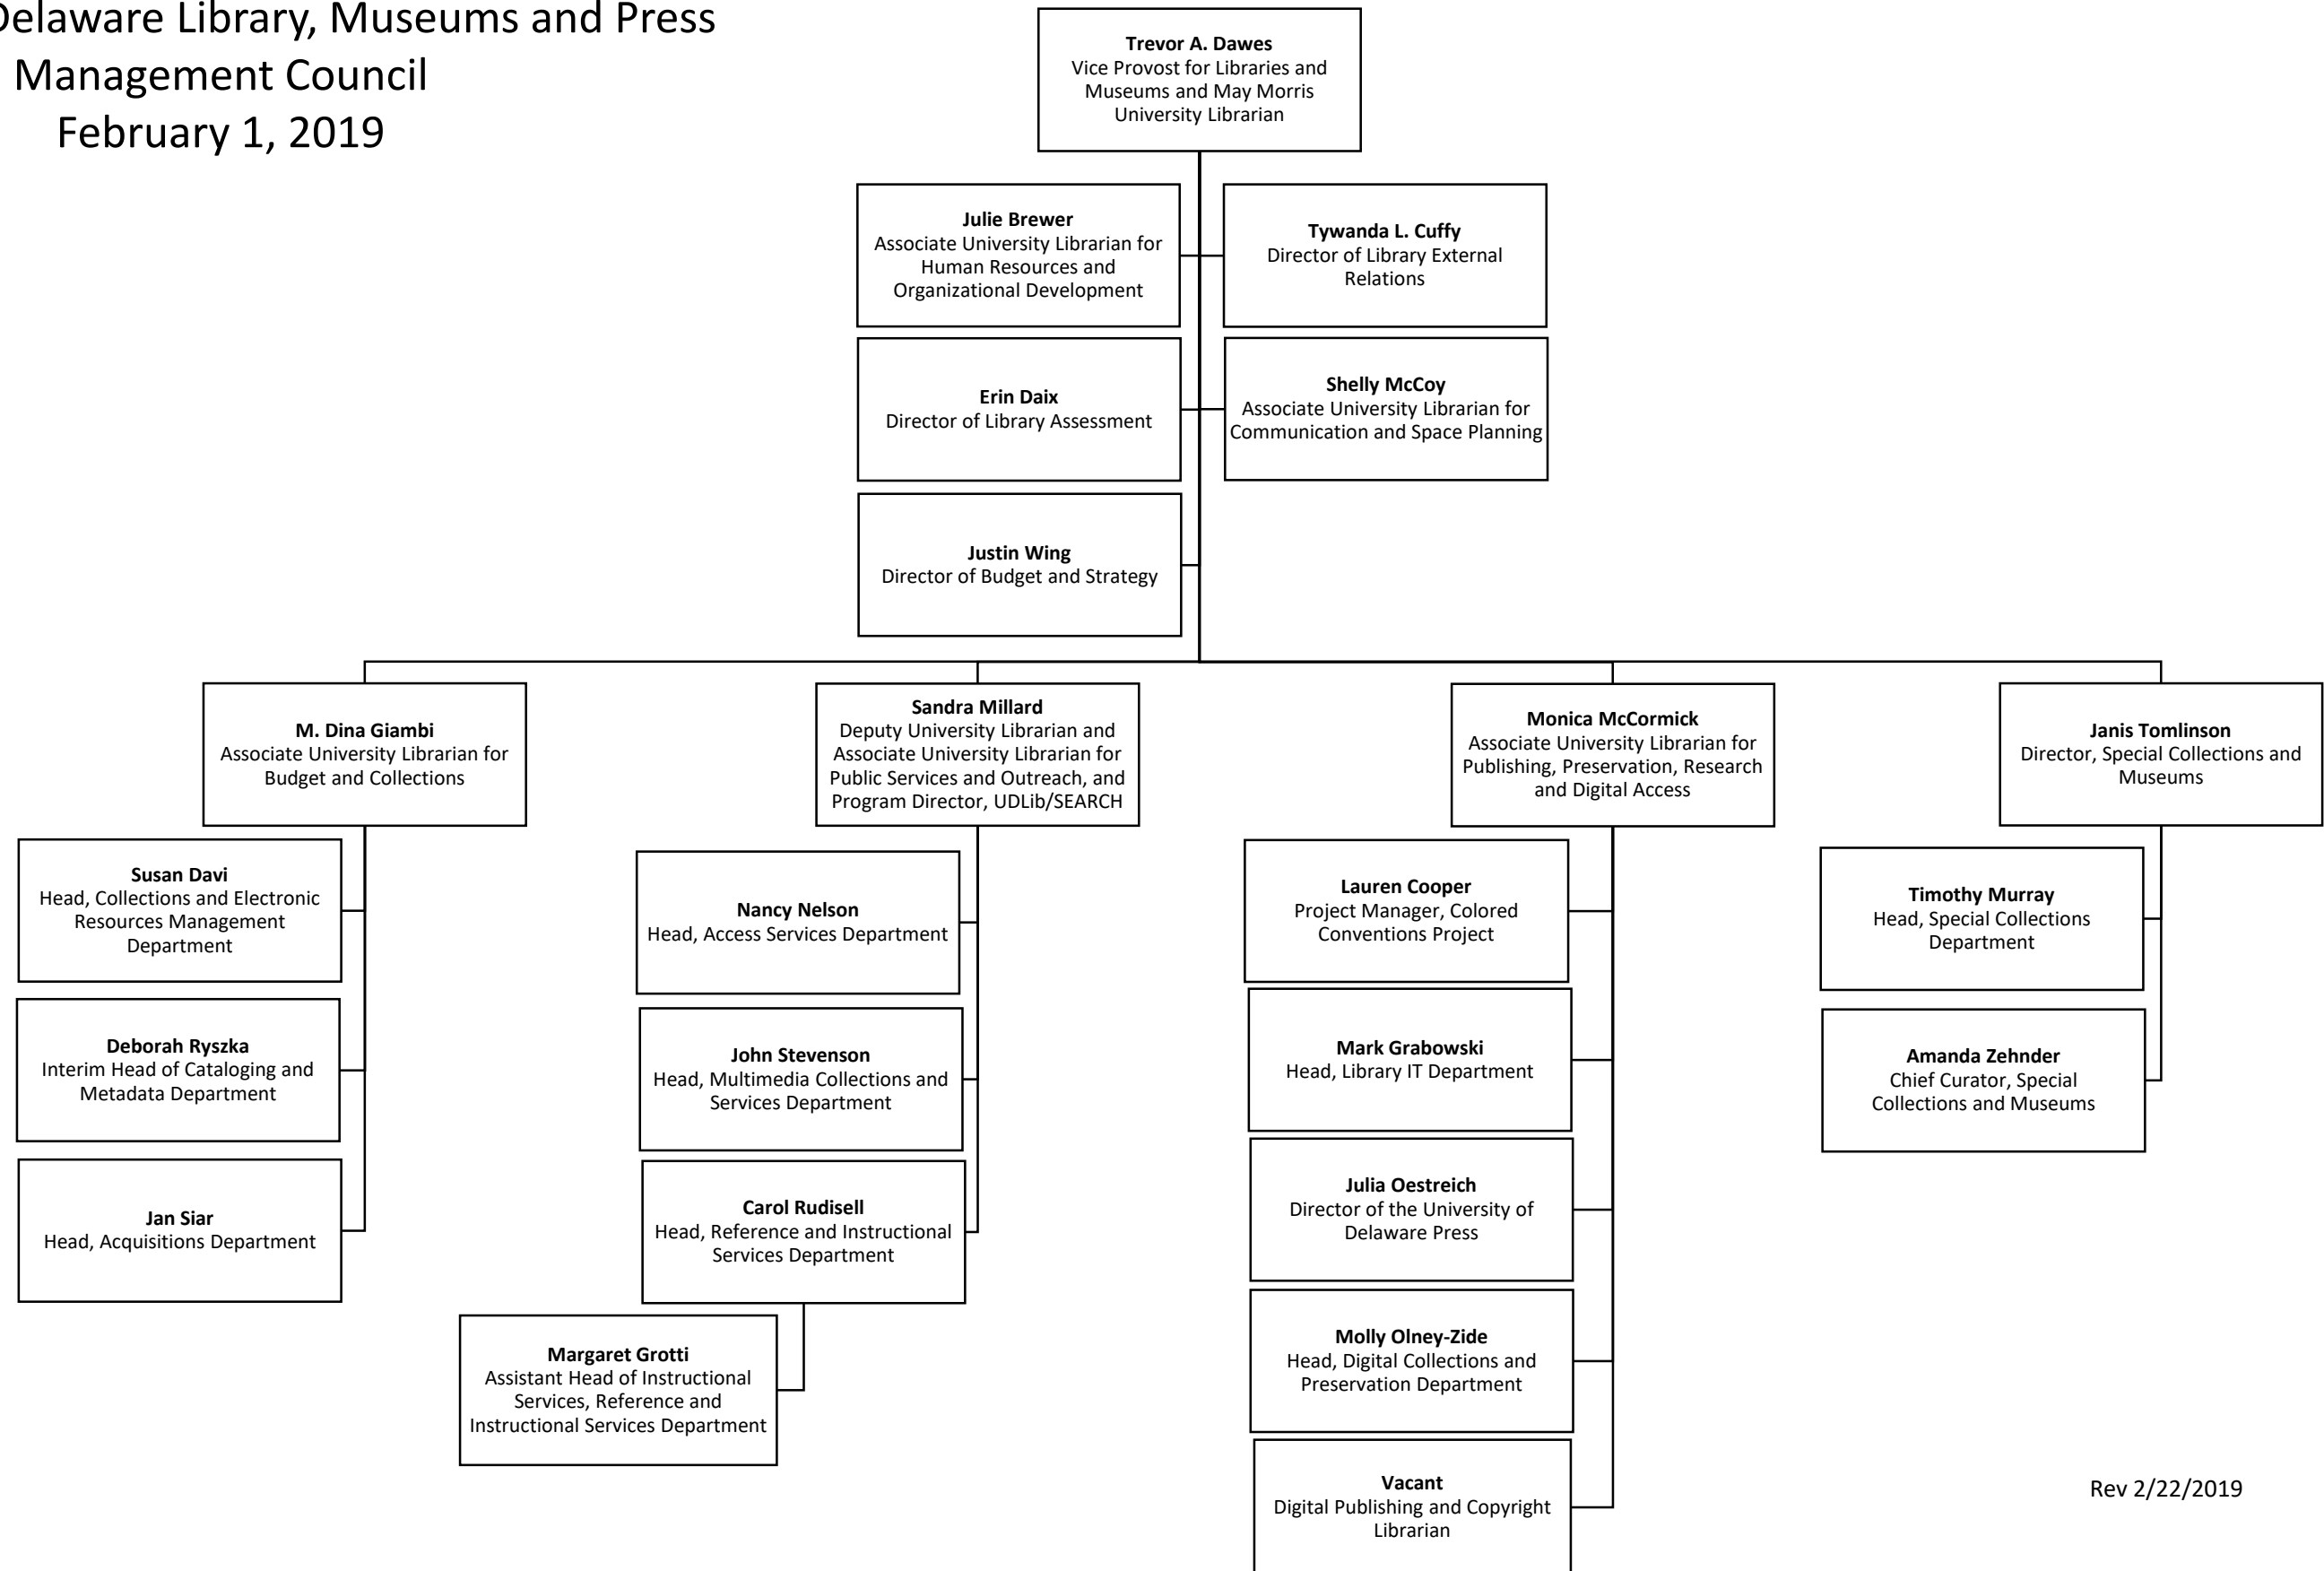 Delaware Library, Museums and Press
Management Council
February 1, 2019
Trevor A. Dawes
Vice Provost for Libraries and
Museums and May Morris
University Librarian
Julie Brewer
Associate University Librarian for
Human Resources and
Organizational Development
Tywanda L. Cuffy
Director of Library External
Relations
Erin Daix
Director of Library Assessment
Shelly McCoy
Associate University Librarian for
Communication and Space Planning
Justin Wing
Director of Budget and Strategy
M. Dina Giambi
Associate University Librarian for
Budget and Collections
Susan Davi
Head, Collections and Electronic
Resources Management
Department
Deborah Ryszka
Interim Head of Cataloging and
Metadata Department
Jan Siar
Head, Acquisitions Department
Sandra Millard
Deputy University Librarian and
Associate University Librarian for
Public Services and Outreach, and
Program Director, UDLib/SEARCH
Nancy Nelson
Head, Access Services Department
John Stevenson
Head, Multimedia Collections and
Services Department
Carol Rudisell
Head, Reference and Instructional
Services Department
Margaret Grotti
Assistant Head of Instructional
Services, Reference and
Instructional Services Department
Monica McCormick
Associate University Librarian for
Publishing, Preservation, Research
and Digital Access
Lauren Cooper
Project Manager, Colored
Conventions Project
Mark Grabowski
Head, Library IT Department
Julia Oestreich
Director of the University of
Delaware Press
Molly Olney-Zide
Head, Digital Collections and
Preservation Department
Vacant
Digital Publishing and Copyright
Librarian
Janis Tomlinson
Director, Special Collections and
Museums
Timothy Murray
Head, Special Collections
Department
Amanda Zehnder
Chief Curator, Special
Collections and Museums
Rev 2/22/2019